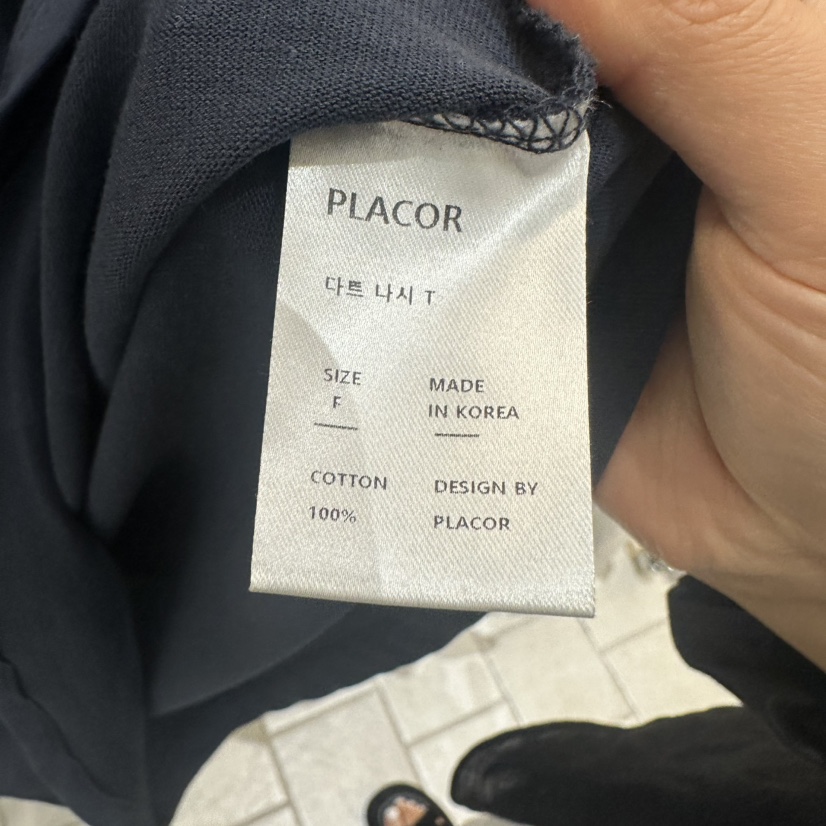 PLACOR
다트 나시 T
SIZE
F
MADE
IN KOREA
COTTON
100%
DESIGN BY
PLACOR